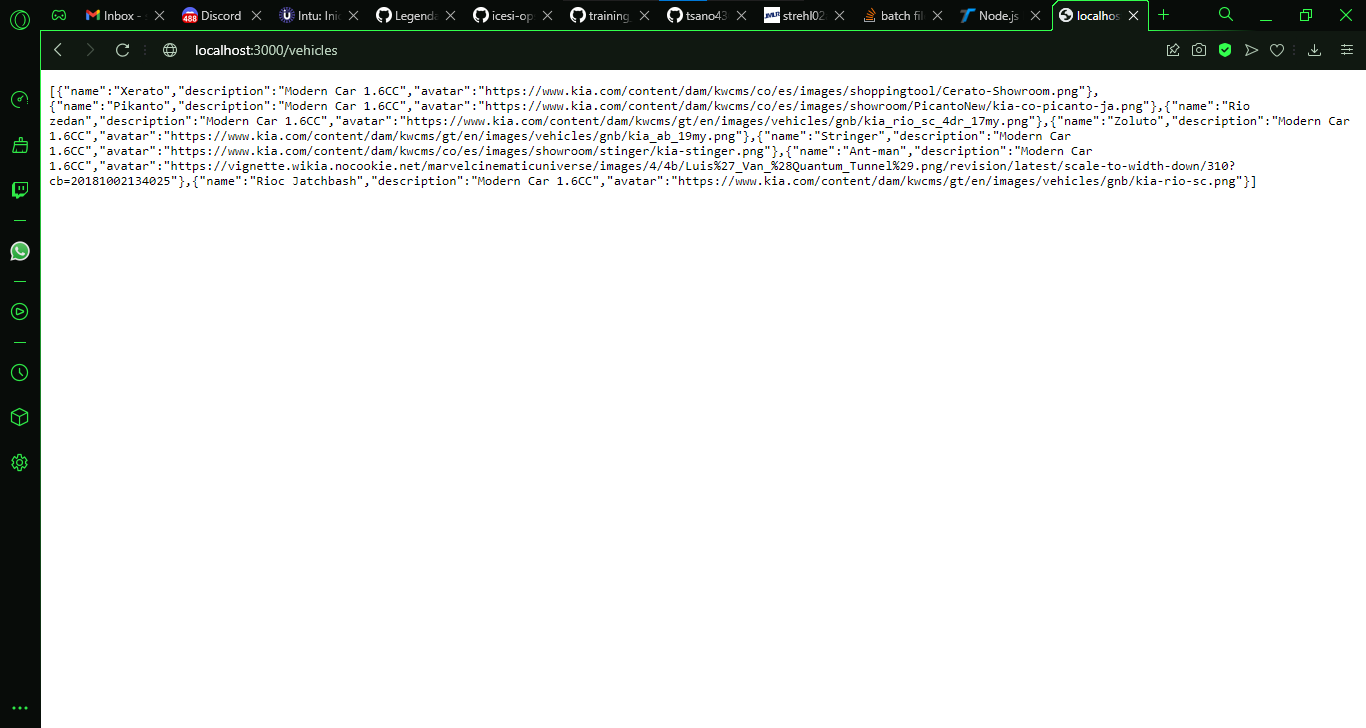 Inbox -
488
Discord
Intu: Inic
Legenda
icesi-op
training
tsano43
JMLR
strehl02
batch fil
Node.js
localhos
localhost:3000/vehicles
[{"name":"Xerato","description":"Modern Car 1.6CC","avatar":"https://www.kia.com/content/dam/kwcms/co/es/images/shoppingtool/Cerato-Showroom.png"},
{"name":"Pikanto","description":"Modern Car 1.6CC","avatar":"https://www.kia.com/content/dam/kwcms/co/es/images/showroom/PicantoNew/kia-co-picanto-ja.png"},{"name":"Rio
zedan","description":"Modern Car 1.6CC","avatar":"https://www.kia.com/content/dam/kwcms/gt/en/images/vehicles/gnb/kia_rio_sc_4dr_17my.png"},{"name":"Zoluto","description":"Modern Car
1.6CC","avatar":"https://www.kia.com/content/dam/kwcms/gt/en/images/vehicles/gnb/kia_ab_19my.png"},{"name":"Stringer","description":"Modern Car
1.6CC","avatar":"https://www.kia.com/content/dam/kwcms/co/es/images/showroom/stinger/kia-stinger.png"},{"name":"Ant-man","description":"Modern Car
1.6CC","avatar":"https://vignette.wikia.nocookie.net/marvelcinematicuniverse/images/4/4b/Luis%27_Van_%28Quantum_Tunnel%29.png/revision/latest/scale-to-width-down/310?
cb=20181002134025"},{"name":"Rioc Jatchbash","description":"Modern Car 1.6CC","avatar":"https://www.kia.com/content/dam/kwcms/gt/en/images/vehicles/gnb/kia-rio-sc.png"}]